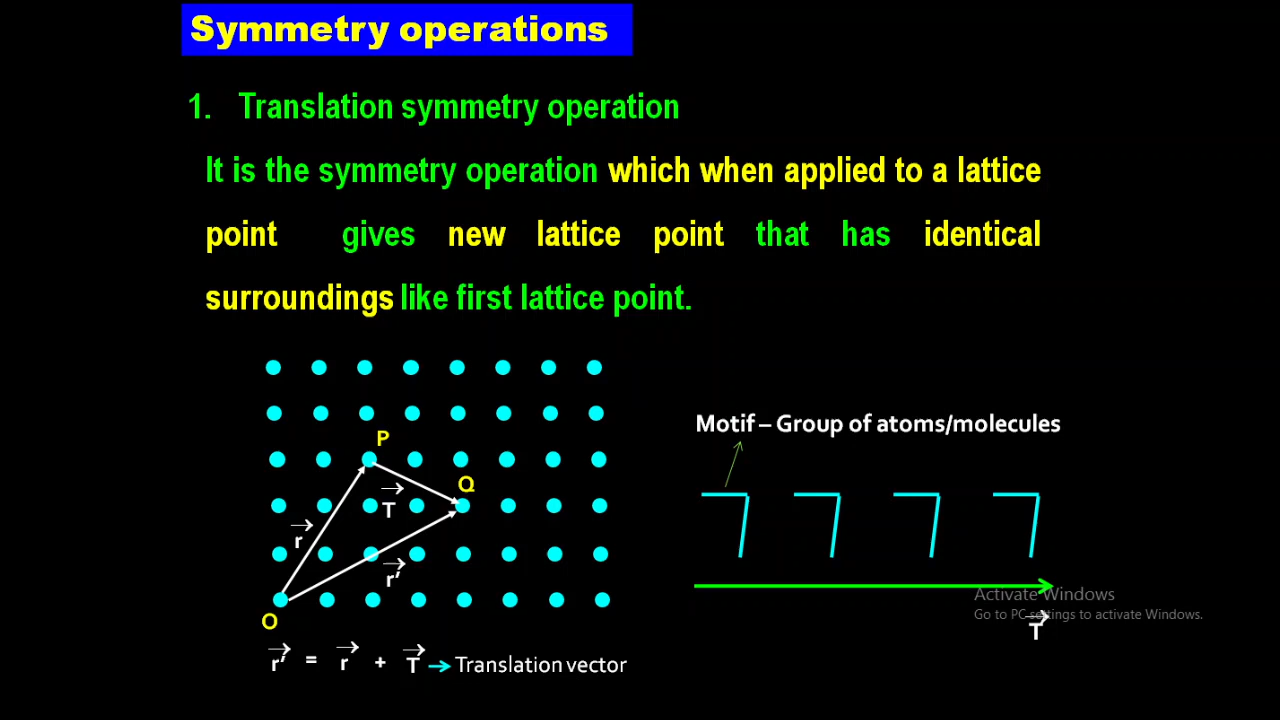 Symmetry operations
1. Translation symmetry operation
It is the symmetry operation which when applied to a lattice
point gives new lattice point that has identical
surroundings like first lattice point.
Motif – Group of atoms/molecules
P
Q
T
r
r′
O
Activate Windows
Go to PC settings to activate Windows.
T
r′ = r + T → Translation vector